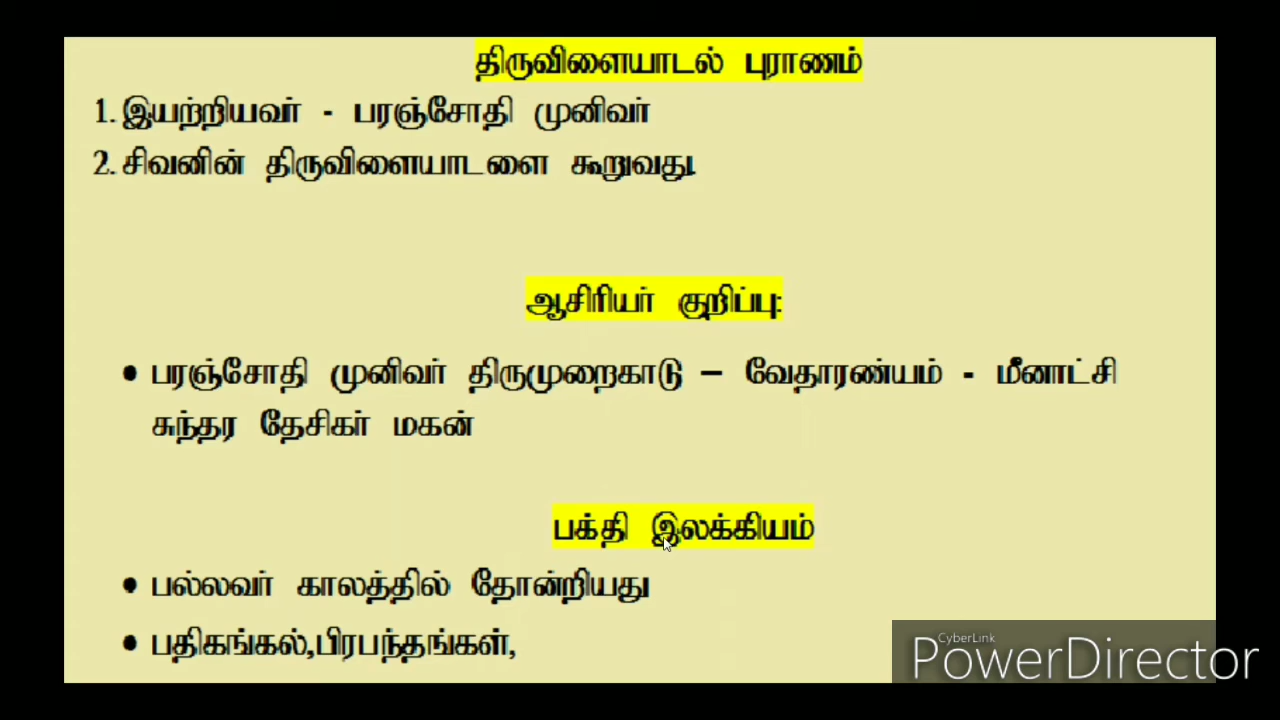 திருவிளையாடல் புராணம்
1. இயற்றியவர் - பரஞ்சோதி முனிவர்
2. சிவனின் திருவிளையாடளை கூறுவது.
ஆசிரியர் குறிப்பு:
• பரஞ்சோதி முனிவர் திருமுறைகாடு – வேதாரண்யம் - மீனாட்சி
சுந்தர தேசிகர் மகன்
பக்தி இலக்கியம்
• பல்லவர் காலத்தில் தோன்றியது
• பதிகங்கல்,பிரபந்தங்கள்,
CyberLink
PowerDirector